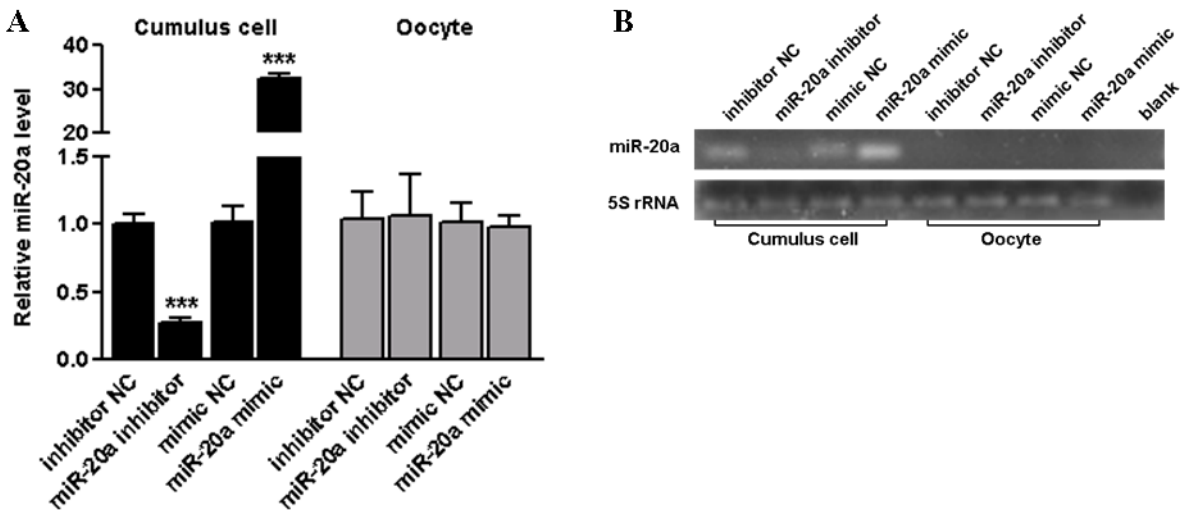 A
Cumulus cell
Oocyte
Relative miR-20a level
40
30
20
1.5
1.0
0.5
0.0
***
***
inhibitor NC
miR-20a inhibitor
mimic NC
miR-20a mimic
inhibitor NC
miR-20a inhibitor
mimic NC
miR-20a mimic
B
inhibitor NC
miR-20a inhibitor
mimic NC
miR-20a mimic
inhibitor NC
miR-20a inhibitor
mimic NC
miR-20a mimic
blank
miR-20a
5S rRNA
Cumulus cell
Oocyte